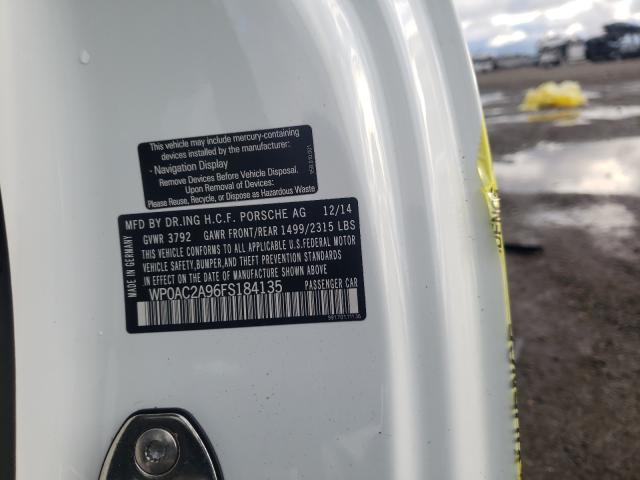 This vehicle may include mercury-containing
devices installed by the manufacturer:
- Navigation Display
Remove Devices Before Vehicle Disposal.
Upon Removal of Devices:
Please Reuse, Recycle, or Dispose as Hazardous Waste
MADE IN GERMANY
MFD BY DR.ING H.C.F. PORSCHE AG 12/14
GVWR 3792 GAWR FRONT/REAR 1499/2315 LBS
THIS VEHICLE CONFORMS TO ALL APPLICABLE U.S.FEDERAL MOTOR
VEHICLE SAFETY,BUMPER,AND THEFT PREVENTION STANDARDS
IN EFFECT ON THE DATE OF MANUFACTURE SHOWN ABOVE.
WP0AC2A96FS184135 PASSENGER CAR